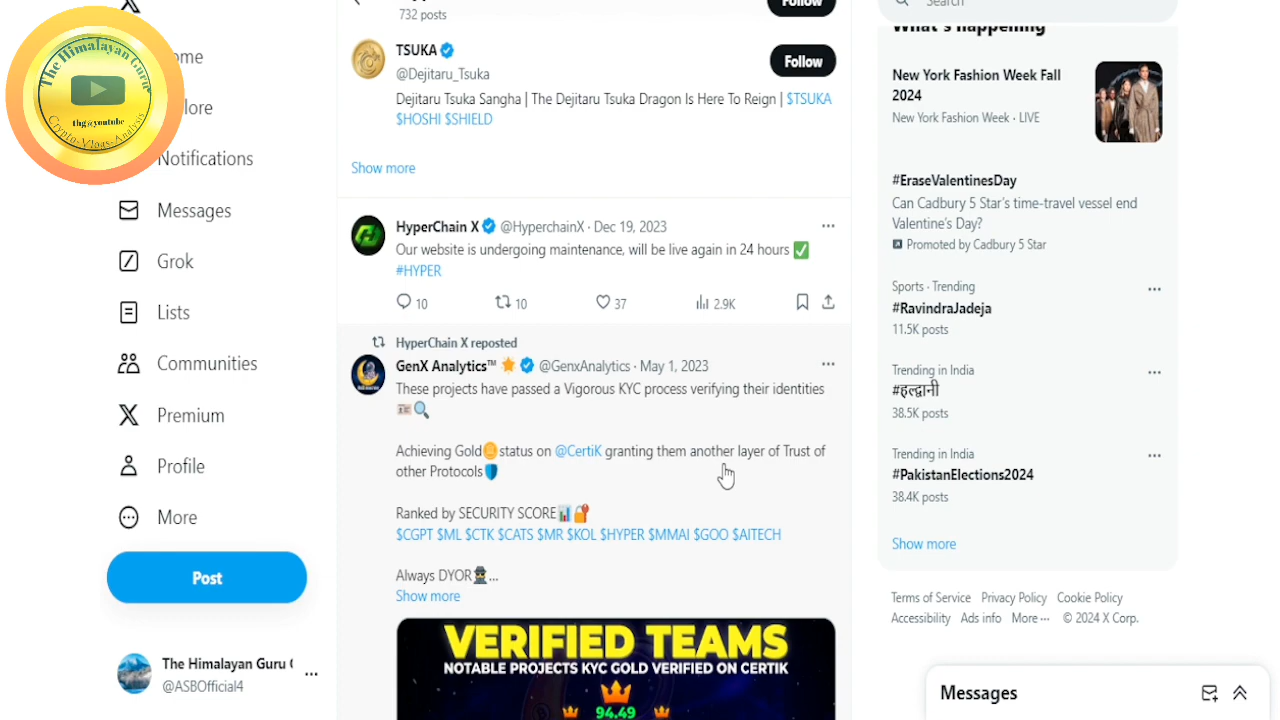 The Himalayan Guru
thg@youtube
Crypto-Vlogs-Analysis
Notifications
Messages
Grok
Lists
Communities
Premium
Profile
More
Post
The Himalayan Guru
@ASBOfficial4
...
732 posts
Follow
TSUKA
@Dejitaru_Tsuka
Follow
Dejitaru Tsuka Sangha | The Dejitaru Tsuka Dragon Is Here To Reign | $TSUKA
$HOSHI $SHIELD
Show more
HyperChain X @HyperchainX · Dec 19, 2023
Our website is undergoing maintenance, will be live again in 24 hours ✅
#HYPER
10 10 37 2.9K
HyperChain X reposted
GenX Analytics™ @GenxAnalytics · May 1, 2023
These projects have passed a Vigorous KYC process verifying their identities
🪪🔍
Achieving Gold🪙status on @CertiK granting them another layer of Trust of
other Protocols🛡️
Ranked by SECURITY SCORE📊🔐
$CGPT $ML $CTK $CATS $MR $KOL $HYPER $MMAI $GOO $AITECH
Always DYOR🕵️...
Show more
VERIFIED TEAMS
NOTABLE PROJECTS KYC GOLD VERIFIED ON CERTIK
94.49
Search
What's happening
New York Fashion Week Fall
2024
New York Fashion Week · LIVE
#EraseValentinesDay
Can Cadbury 5 Star's time-travel vessel end
Valentine's Day?
Promoted by Cadbury 5 Star
Sports · Trending
#RavindraJadeja
11.5K posts
Trending in India
#हल्द्वानी
38.5K posts
Trending in India
#PakistanElections2024
38.4K posts
Show more
Terms of Service Privacy Policy Cookie Policy
Accessibility Ads info More ··· © 2024 X Corp.
Messages